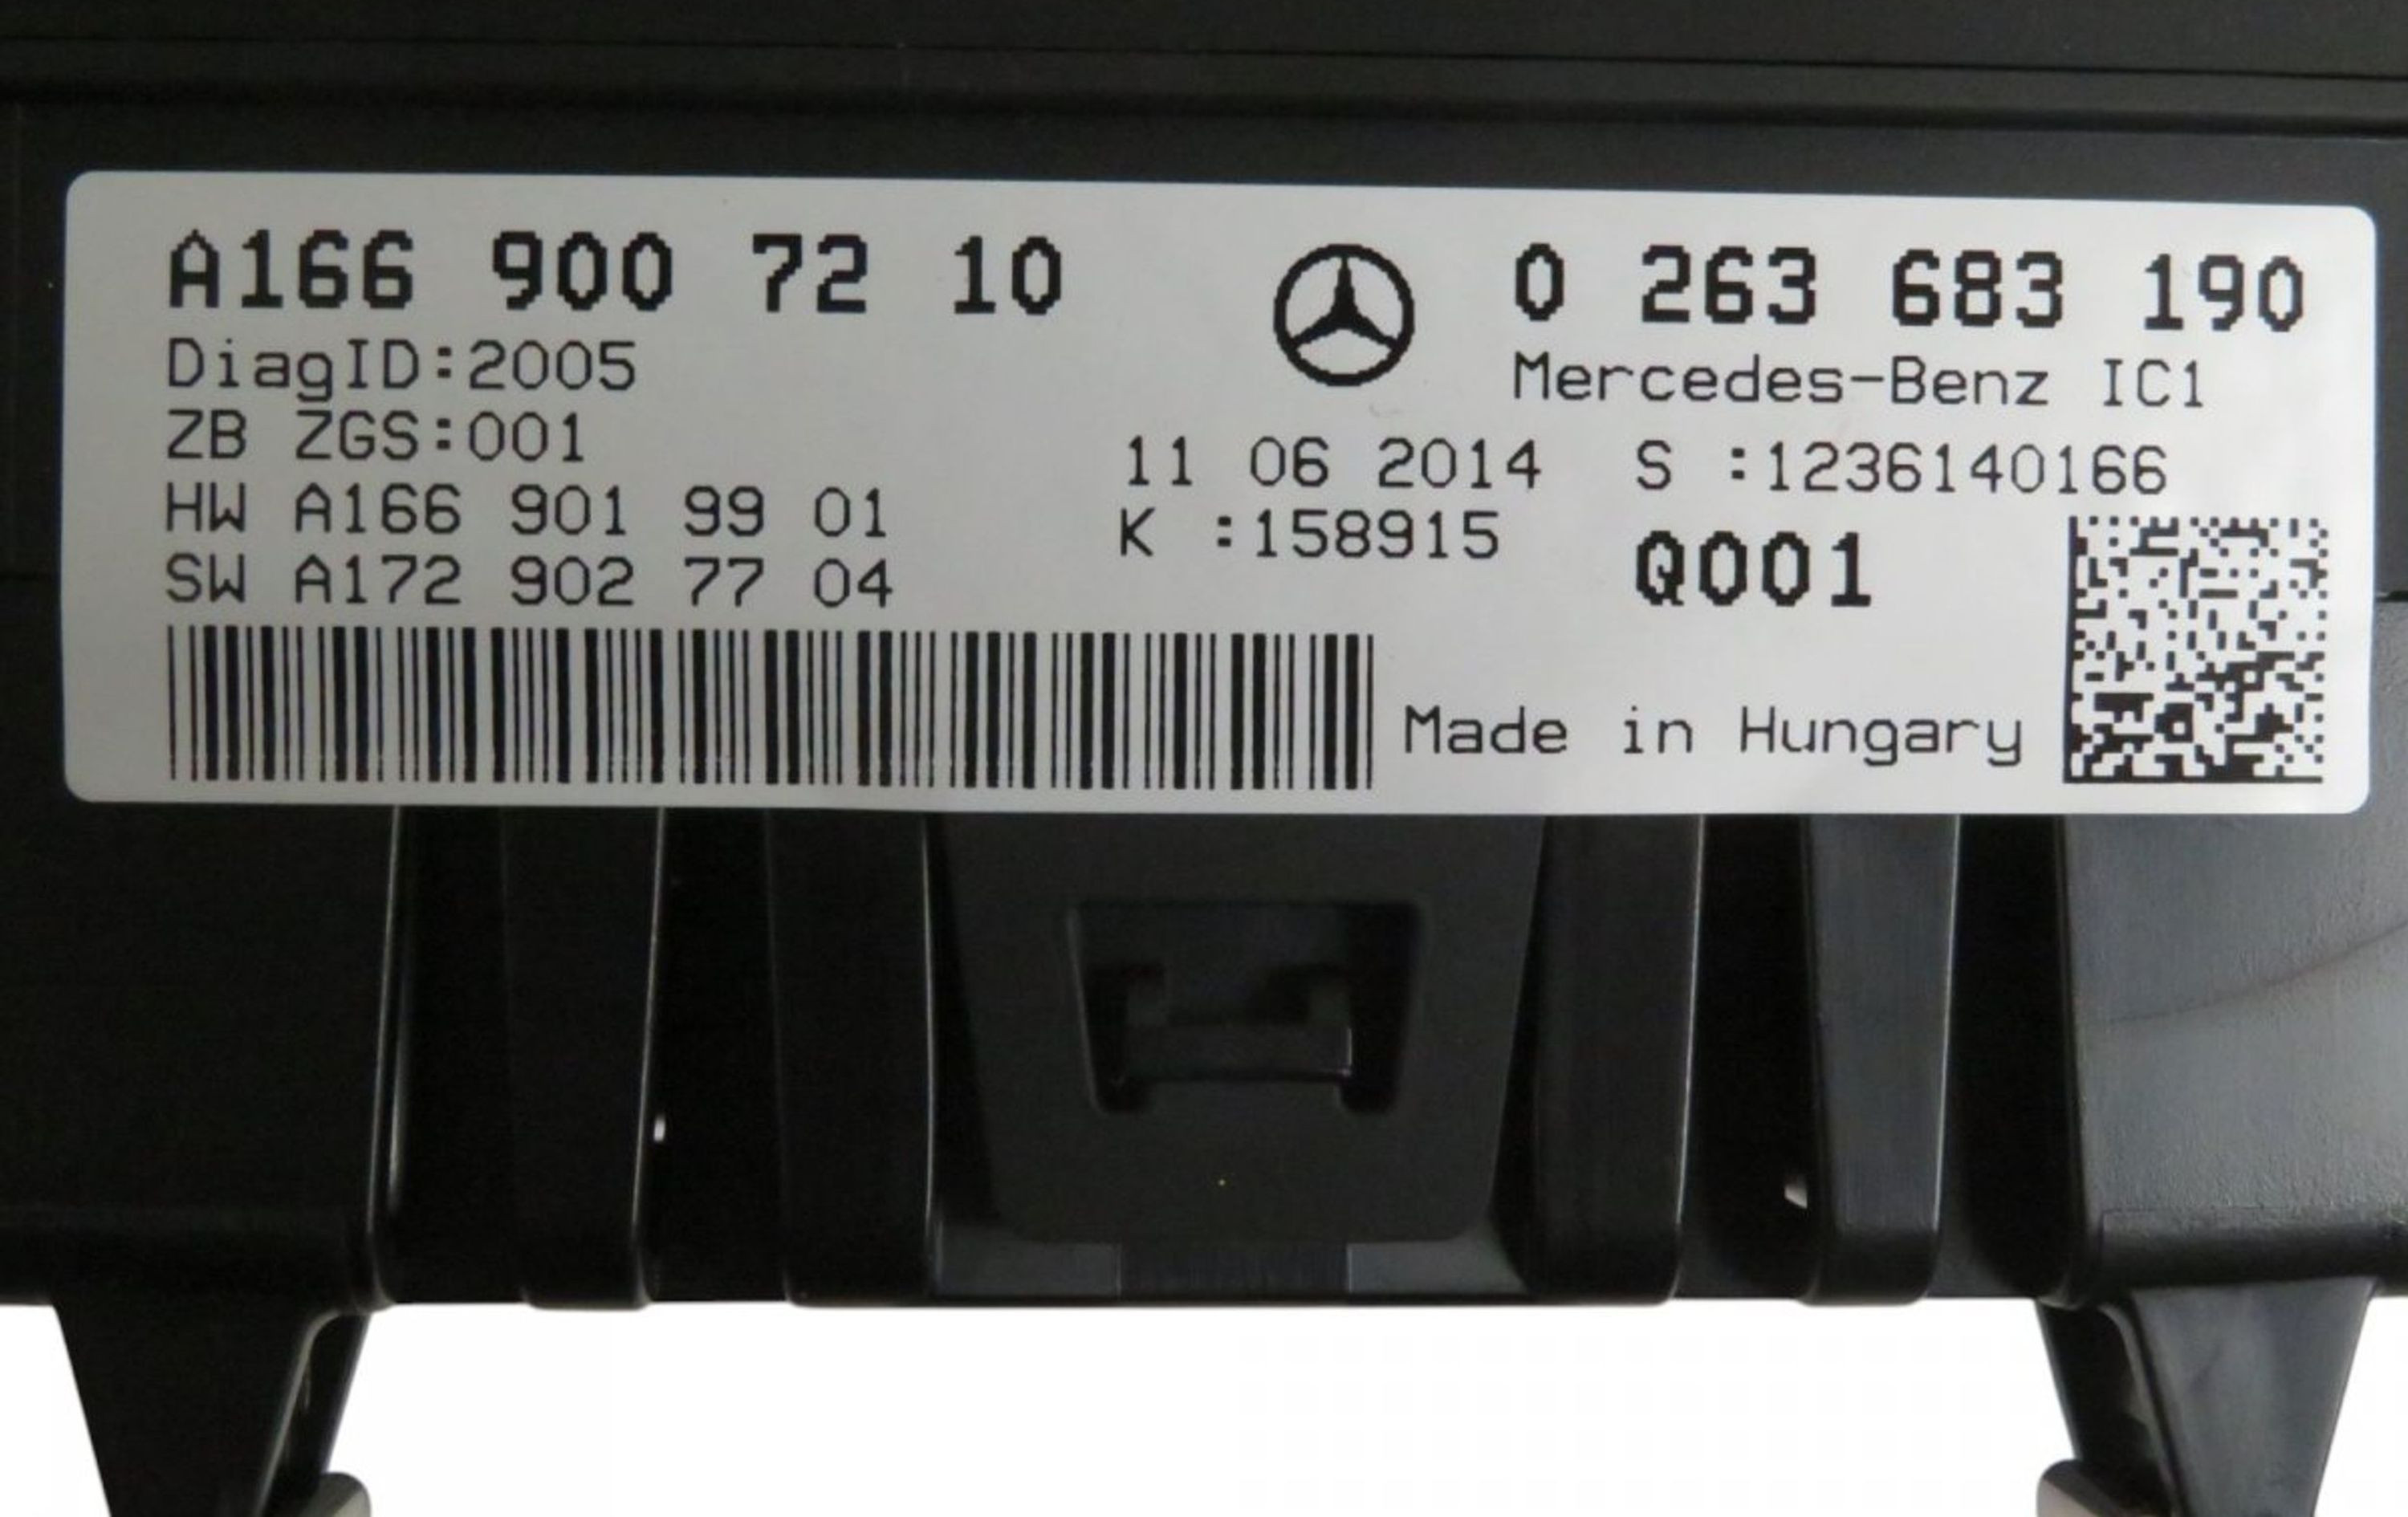 A166 900 72 10
DiagID:2005
ZB ZGS:001
HW A166 901 99 01
SW A172 902 77 04
0 263 683 190
Mercedes-Benz IC1
11 06 2014 S :1236140166
K :158915
Q001
Made in Hungary